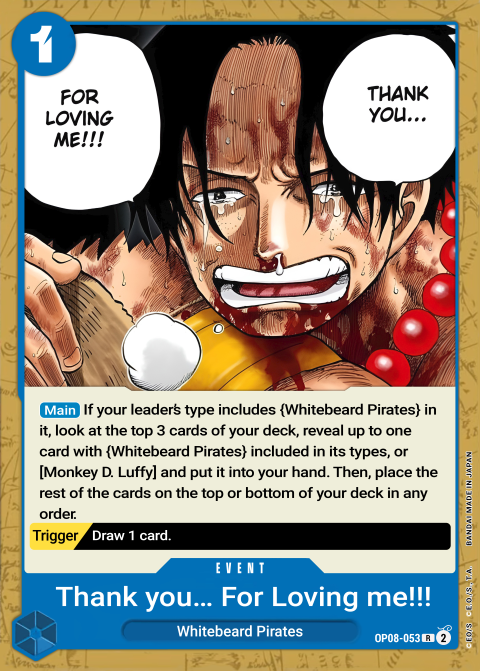 1
THANK
YOU...
FOR
LOVING
ME!!!
Main If your leader's type includes {Whitebeard Pirates} in
it, look at the top 3 cards of your deck, reveal up to one
card with {Whitebeard Pirates} included in its types, or
[Monkey D. Luffy] and put it into your hand. Then, place the
rest of the cards on the top or bottom of your deck in any
order.
Trigger Draw 1 card.
EVENT
Thank you... For Loving me!!!
Whitebeard Pirates
OP08-053 R 2
©E.O./S. ©E.O./S., T.A. BANDAI MADE IN JAPAN